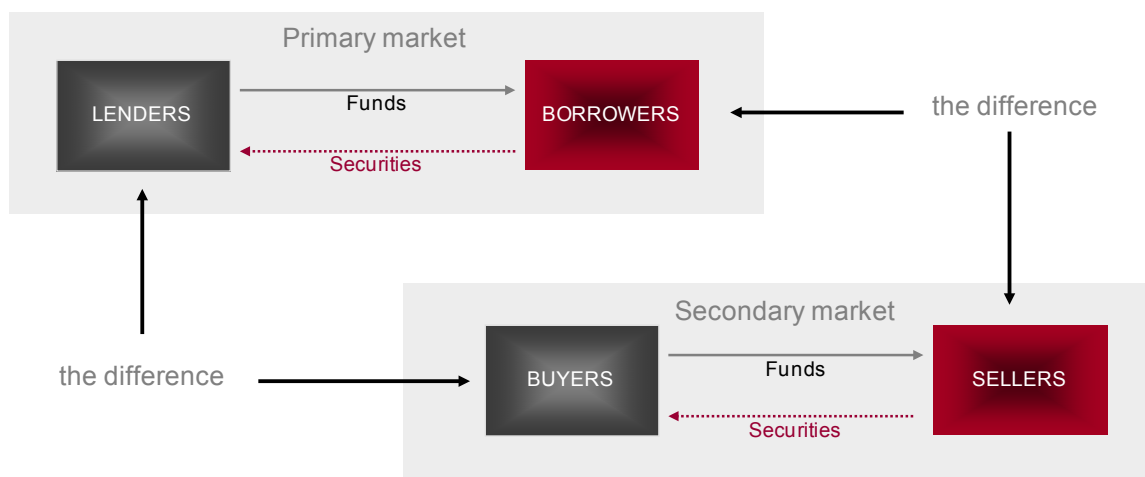 Primary market
LENDERS
Funds
BORROWERS
Securities
the difference
Secondary market
the difference
BUYERS
Funds
SELLERS
Securities